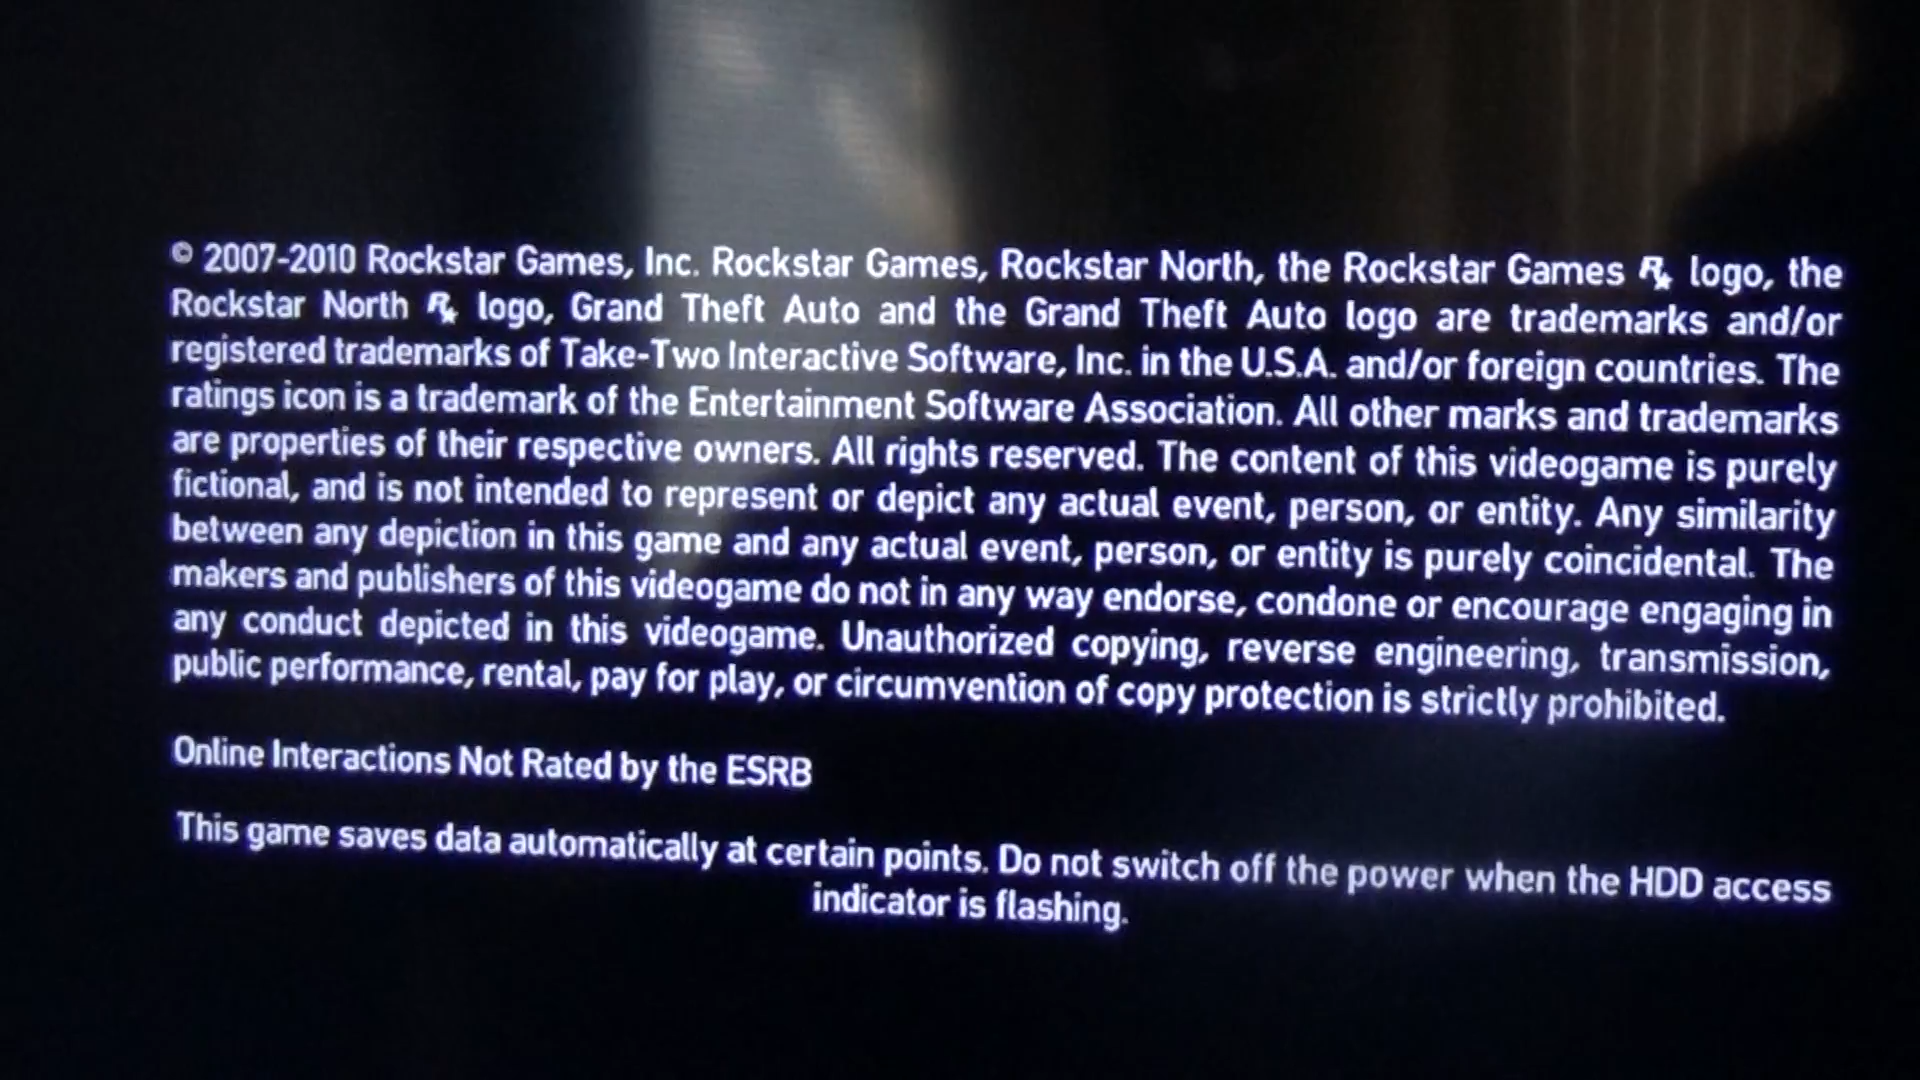 © 2007-2010 Rockstar Games, Inc. Rockstar Games, Rockstar North, the Rockstar Games R★ logo, the
Rockstar North R★ logo, Grand Theft Auto and the Grand Theft Auto logo are trademarks and/or
registered trademarks of Take-Two Interactive Software, Inc. in the U.S.A. and/or foreign countries. The
ratings icon is a trademark of the Entertainment Software Association. All other marks and trademarks
are properties of their respective owners. All rights reserved. The content of this videogame is purely
fictional, and is not intended to represent or depict any actual event, person, or entity. Any similarity
between any depiction in this game and any actual event, person, or entity is purely coincidental. The
makers and publishers of this videogame do not in any way endorse, condone or encourage engaging in
any conduct depicted in this videogame. Unauthorized copying, reverse engineering, transmission,
public performance, rental, pay for play, or circumvention of copy protection is strictly prohibited.
Online Interactions Not Rated by the ESRB
This game saves data automatically at certain points. Do not switch off the power when the HDD access
indicator is flashing.